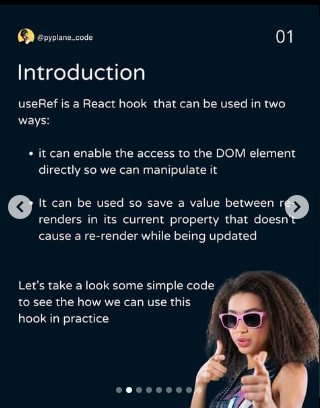 @pyplane_code
01
Introduction
useRef is a React hook that can be used in two
ways:
• it can enable the access to the DOM element
directly so we can manipulate it
• It can be used so save a value between re-
renders in its current property that doesn't
cause a re-render while being updated
Let's take a look some simple code
to see the how we can use this
hook in practice